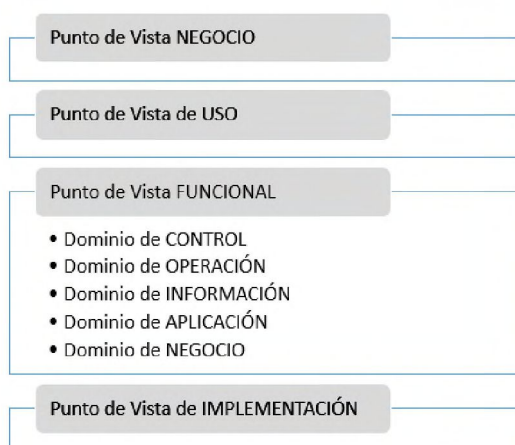 Punto de Vista NEGOCIO
Punto de Vista de USO
Punto de Vista FUNCIONAL
• Dominio de CONTROL
• Dominio de OPERACIÓN
• Dominio de INFORMACIÓN
• Dominio de APLICACIÓN
• Dominio de NEGOCIO
Punto de Vista de IMPLEMENTACIÓN